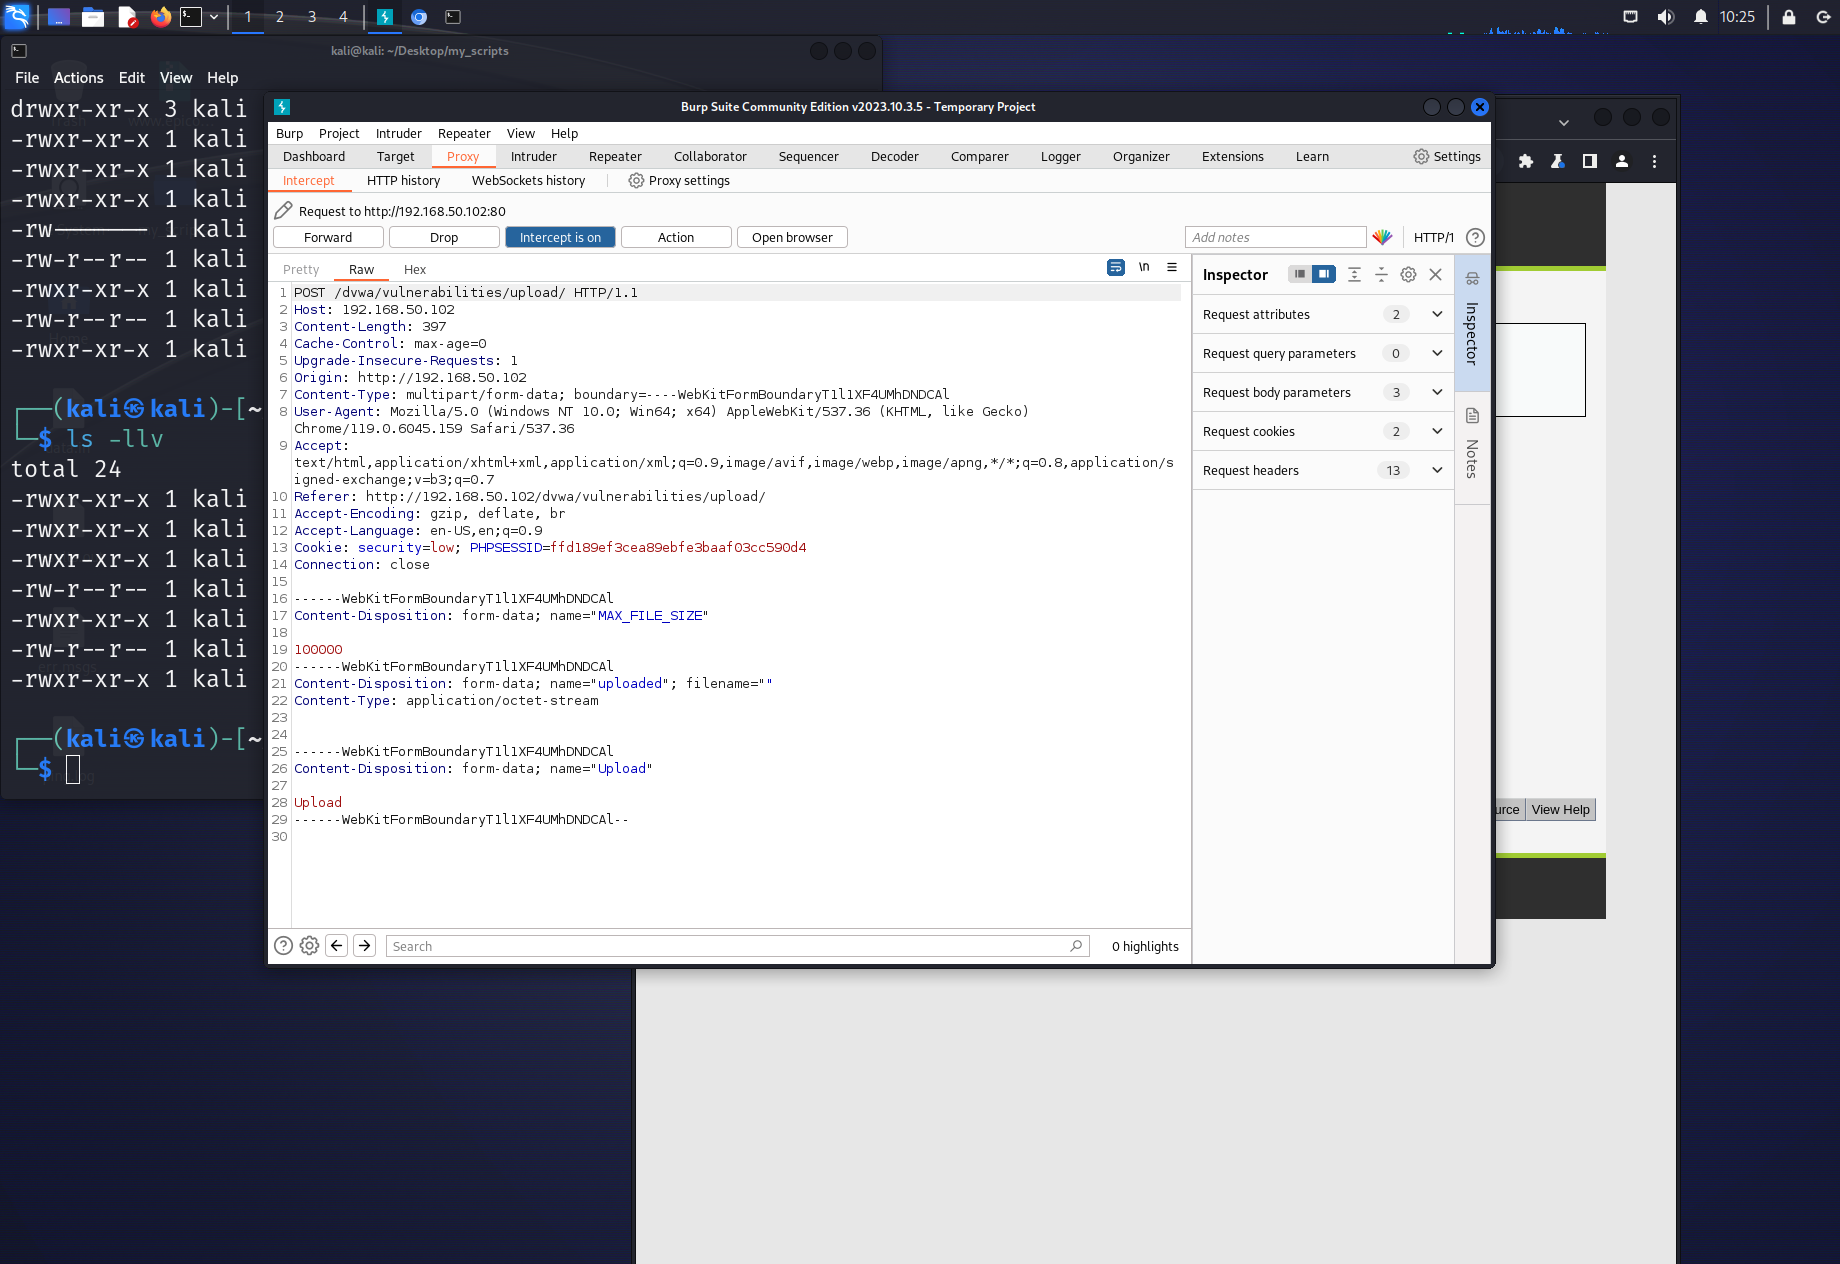 1 2 3 4
10:25
kali@kali: ~/Desktop/my_scripts
File Actions Edit View Help
drwxr-xr-x 3 kali
-rwxr-xr-x 1 kali
-rwxr-xr-x 1 kali
-rwxr-xr-x 1 kali
-rw------- 1 kali
-rw-r--r-- 1 kali
-rwxr-xr-x 1 kali
-rw-r--r-- 1 kali
-rwxr-xr-x 1 kali
┌──(kali㉿kali)-[~
└─$ ls -llv
total 24
-rwxr-xr-x 1 kali
-rwxr-xr-x 1 kali
-rwxr-xr-x 1 kali
-rw-r--r-- 1 kali
-rwxr-xr-x 1 kali
-rw-r--r-- 1 kali
-rwxr-xr-x 1 kali
┌──(kali㉿kali)-[~
└─$
Burp Suite Community Edition v2023.10.3.5 - Temporary Project
Burp Project Intruder Repeater View Help
Dashboard Target Proxy Intruder Repeater Collaborator Sequencer Decoder Comparer Logger Organizer Extensions Learn Settings
Intercept HTTP history WebSockets history Proxy settings
Request to http://192.168.50.102:80
Forward Drop Intercept is on Action Open browser Add notes HTTP/1
Pretty Raw Hex \n
1 POST /dvwa/vulnerabilities/upload/ HTTP/1.1
2 Host: 192.168.50.102
3 Content-Length: 397
4 Cache-Control: max-age=0
5 Upgrade-Insecure-Requests: 1
6 Origin: http://192.168.50.102
7 Content-Type: multipart/form-data; boundary=----WebKitFormBoundaryT1l1XF4UMhDNDCAl
8 User-Agent: Mozilla/5.0 (Windows NT 10.0; Win64; x64) AppleWebKit/537.36 (KHTML, like Gecko)
Chrome/119.0.6045.159 Safari/537.36
9 Accept:
text/html,application/xhtml+xml,application/xml;q=0.9,image/avif,image/webp,image/apng,*/*;q=0.8,application/s
igned-exchange;v=b3;q=0.7
10 Referer: http://192.168.50.102/dvwa/vulnerabilities/upload/
11 Accept-Encoding: gzip, deflate, br
12 Accept-Language: en-US,en;q=0.9
13 Cookie: security=low; PHPSESSID=ffd189ef3cea89ebfe3baaf03cc590d4
14 Connection: close
15
16 ------WebKitFormBoundaryT1l1XF4UMhDNDCAl
17 Content-Disposition: form-data; name="MAX_FILE_SIZE"
18
19 100000
20 ------WebKitFormBoundaryT1l1XF4UMhDNDCAl
21 Content-Disposition: form-data; name="uploaded"; filename=""
22 Content-Type: application/octet-stream
23
24
25 ------WebKitFormBoundaryT1l1XF4UMhDNDCAl
26 Content-Disposition: form-data; name="Upload"
27
28 Upload
29 ------WebKitFormBoundaryT1l1XF4UMhDNDCAl--
30
Search
0 highlights
Inspector
Request attributes 2
Request query parameters 0
Request body parameters 3
Request cookies 2
Request headers 13
Inspector
Notes
urce View Help